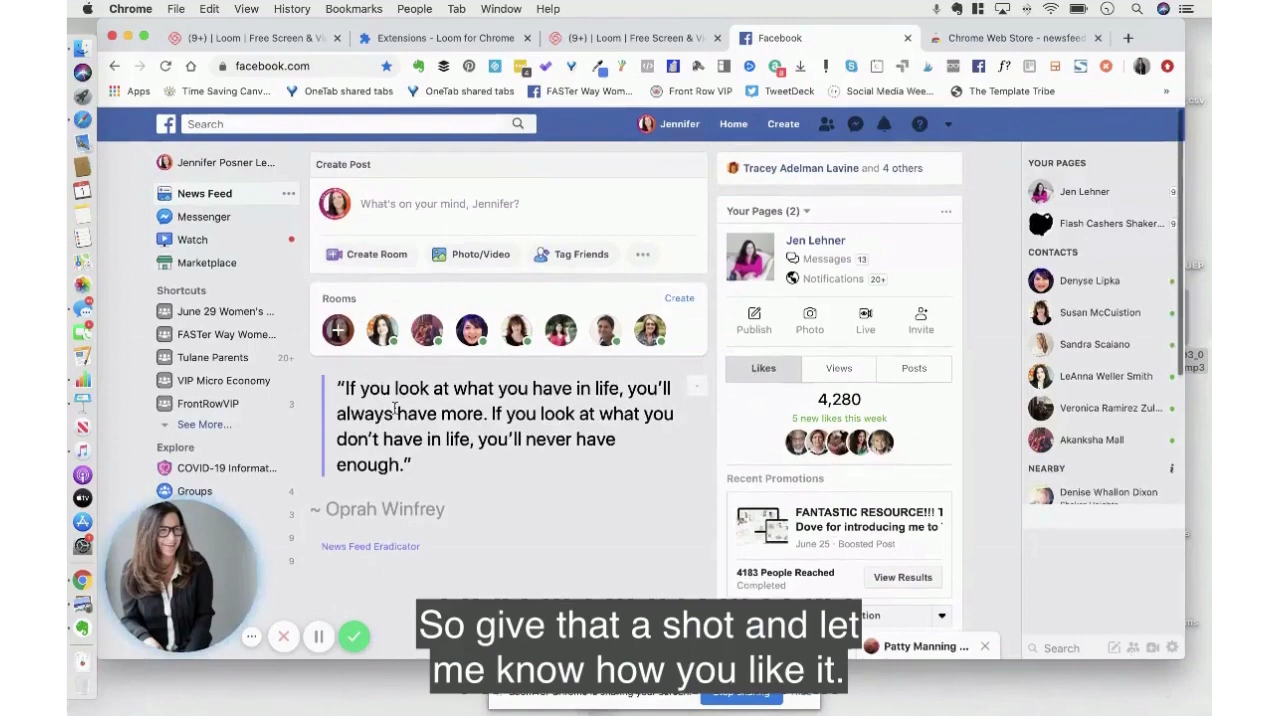 Chrome File Edit View History Bookmarks People Tab Window Help
(9+) | Loom | Free Screen & Vi
Extensions - Loom for Chrome
(9+) | Loom | Free Screen & Vi
Facebook
Chrome Web Store - newsfeed
facebook.com
Apps
Time Saving Canv...
OneTab shared tabs
OneTab shared tabs
FASTer Way Wom...
Front Row VIP
TweetDeck
Social Media Wee...
The Template Tribe
»
Search
Jennifer Home Create
Jennifer Posner Le...
News Feed
Messenger
Watch
Marketplace
Shortcuts
June 29 Women's ...
FASTer Way Wome...
Tulane Parents 20+
VIP Micro Economy
FrontRowVIP 3
See More...
Explore
COVID-19 Informat...
Groups 4
3
9
9
Create Post
What's on your mind, Jennifer?
Create Room Photo/Video Tag Friends
Rooms Create
“If you look at what you have in life, you’ll
always have more. If you look at what you
don’t have in life, you’ll never have
enough.”
~ Oprah Winfrey
News Feed Eradicator
Tracey Adelman Lavine and 4 others
Your Pages (2)
Jen Lehner
Messages 13
Notifications 20+
Publish Photo Live Invite
Likes Views Posts
4,280
5 new likes this week
Recent Promotions
FANTASTIC RESOURCE!!! T
Dove for introducing me to
June 25 · Boosted Post
4183 People Reached
Completed
View Results
YOUR PAGES
Jen Lehner 9
Flash Cashers Shaker... 9
CONTACTS
Denyse Lipka
Susan McCuistion
Sandra Scaiano
LeAnna Weller Smith
Veronica Ramirez Zul...
Akanksha Mall
NEARBY
Denise Whallon Dixon
Search
Patty Manning ...
So give that a shot and let
me know how you like it.